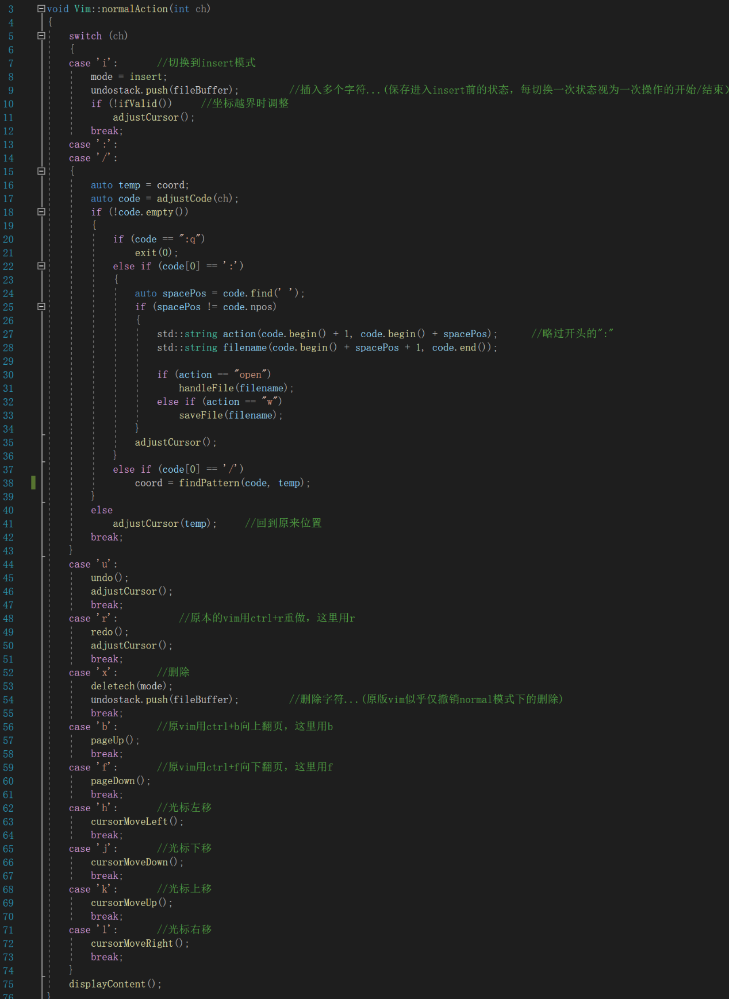 3 void Vim::normalAction(int ch)
4 {
5 switch (ch)
6 {
7 case 'i': //切换到insert模式
8 mode = insert;
9 undostack.push(fileBuffer); //插入多个字符...(保存进入insert前的状态，每切换一次状态视为一次操作的开始/结束)
10 if (!ifValid()) //坐标越界时调整
11 adjustCursor();
12 break;
13 case ':':
14 case '/':
15 {
16 auto temp = coord;
17 auto code = adjustCode(ch);
18 if (!code.empty())
19 {
20 if (code == ":q")
21 exit(0);
22 else if (code[0] == ':')
23 {
24 auto spacePos = code.find(' ');
25 if (spacePos != code.npos)
26 {
27 std::string action(code.begin() + 1, code.begin() + spacePos); //略过开头的":"
28 std::string filename(code.begin() + spacePos + 1, code.end());
29
30 if (action == "open")
31 handleFile(filename);
32 else if (action == "w")
33 saveFile(filename);
34 }
35 adjustCursor();
36 }
37 else if (code[0] == '/')
38 coord = findPattern(code, temp);
39 }
40 else
41 adjustCursor(temp); //回到原来位置
42 break;
43 }
44 case 'u':
45 undo();
46 adjustCursor();
47 break;
48 case 'r': //原本的vim用ctrl+r重做，这里用r
49 redo();
50 adjustCursor();
51 break;
52 case 'x': //删除
53 deletech(mode);
54 undostack.push(fileBuffer); //删除字符...(原版vim似乎仅撤销normal模式下的删除)
55 break;
56 case 'b': //原vim用ctrl+b向上翻页，这里用b
57 pageUp();
58 break;
59 case 'f': //原vim用ctrl+f向下翻页，这里用f
60 pageDown();
61 break;
62 case 'h': //光标左移
63 cursorMoveLeft();
64 break;
65 case 'j': //光标下移
66 cursorMoveDown();
67 break;
68 case 'k': //光标上移
69 cursorMoveUp();
70 break;
71 case 'l': //光标右移
72 cursorMoveRight();
73 break;
74 }
75 displayContent();
76 }